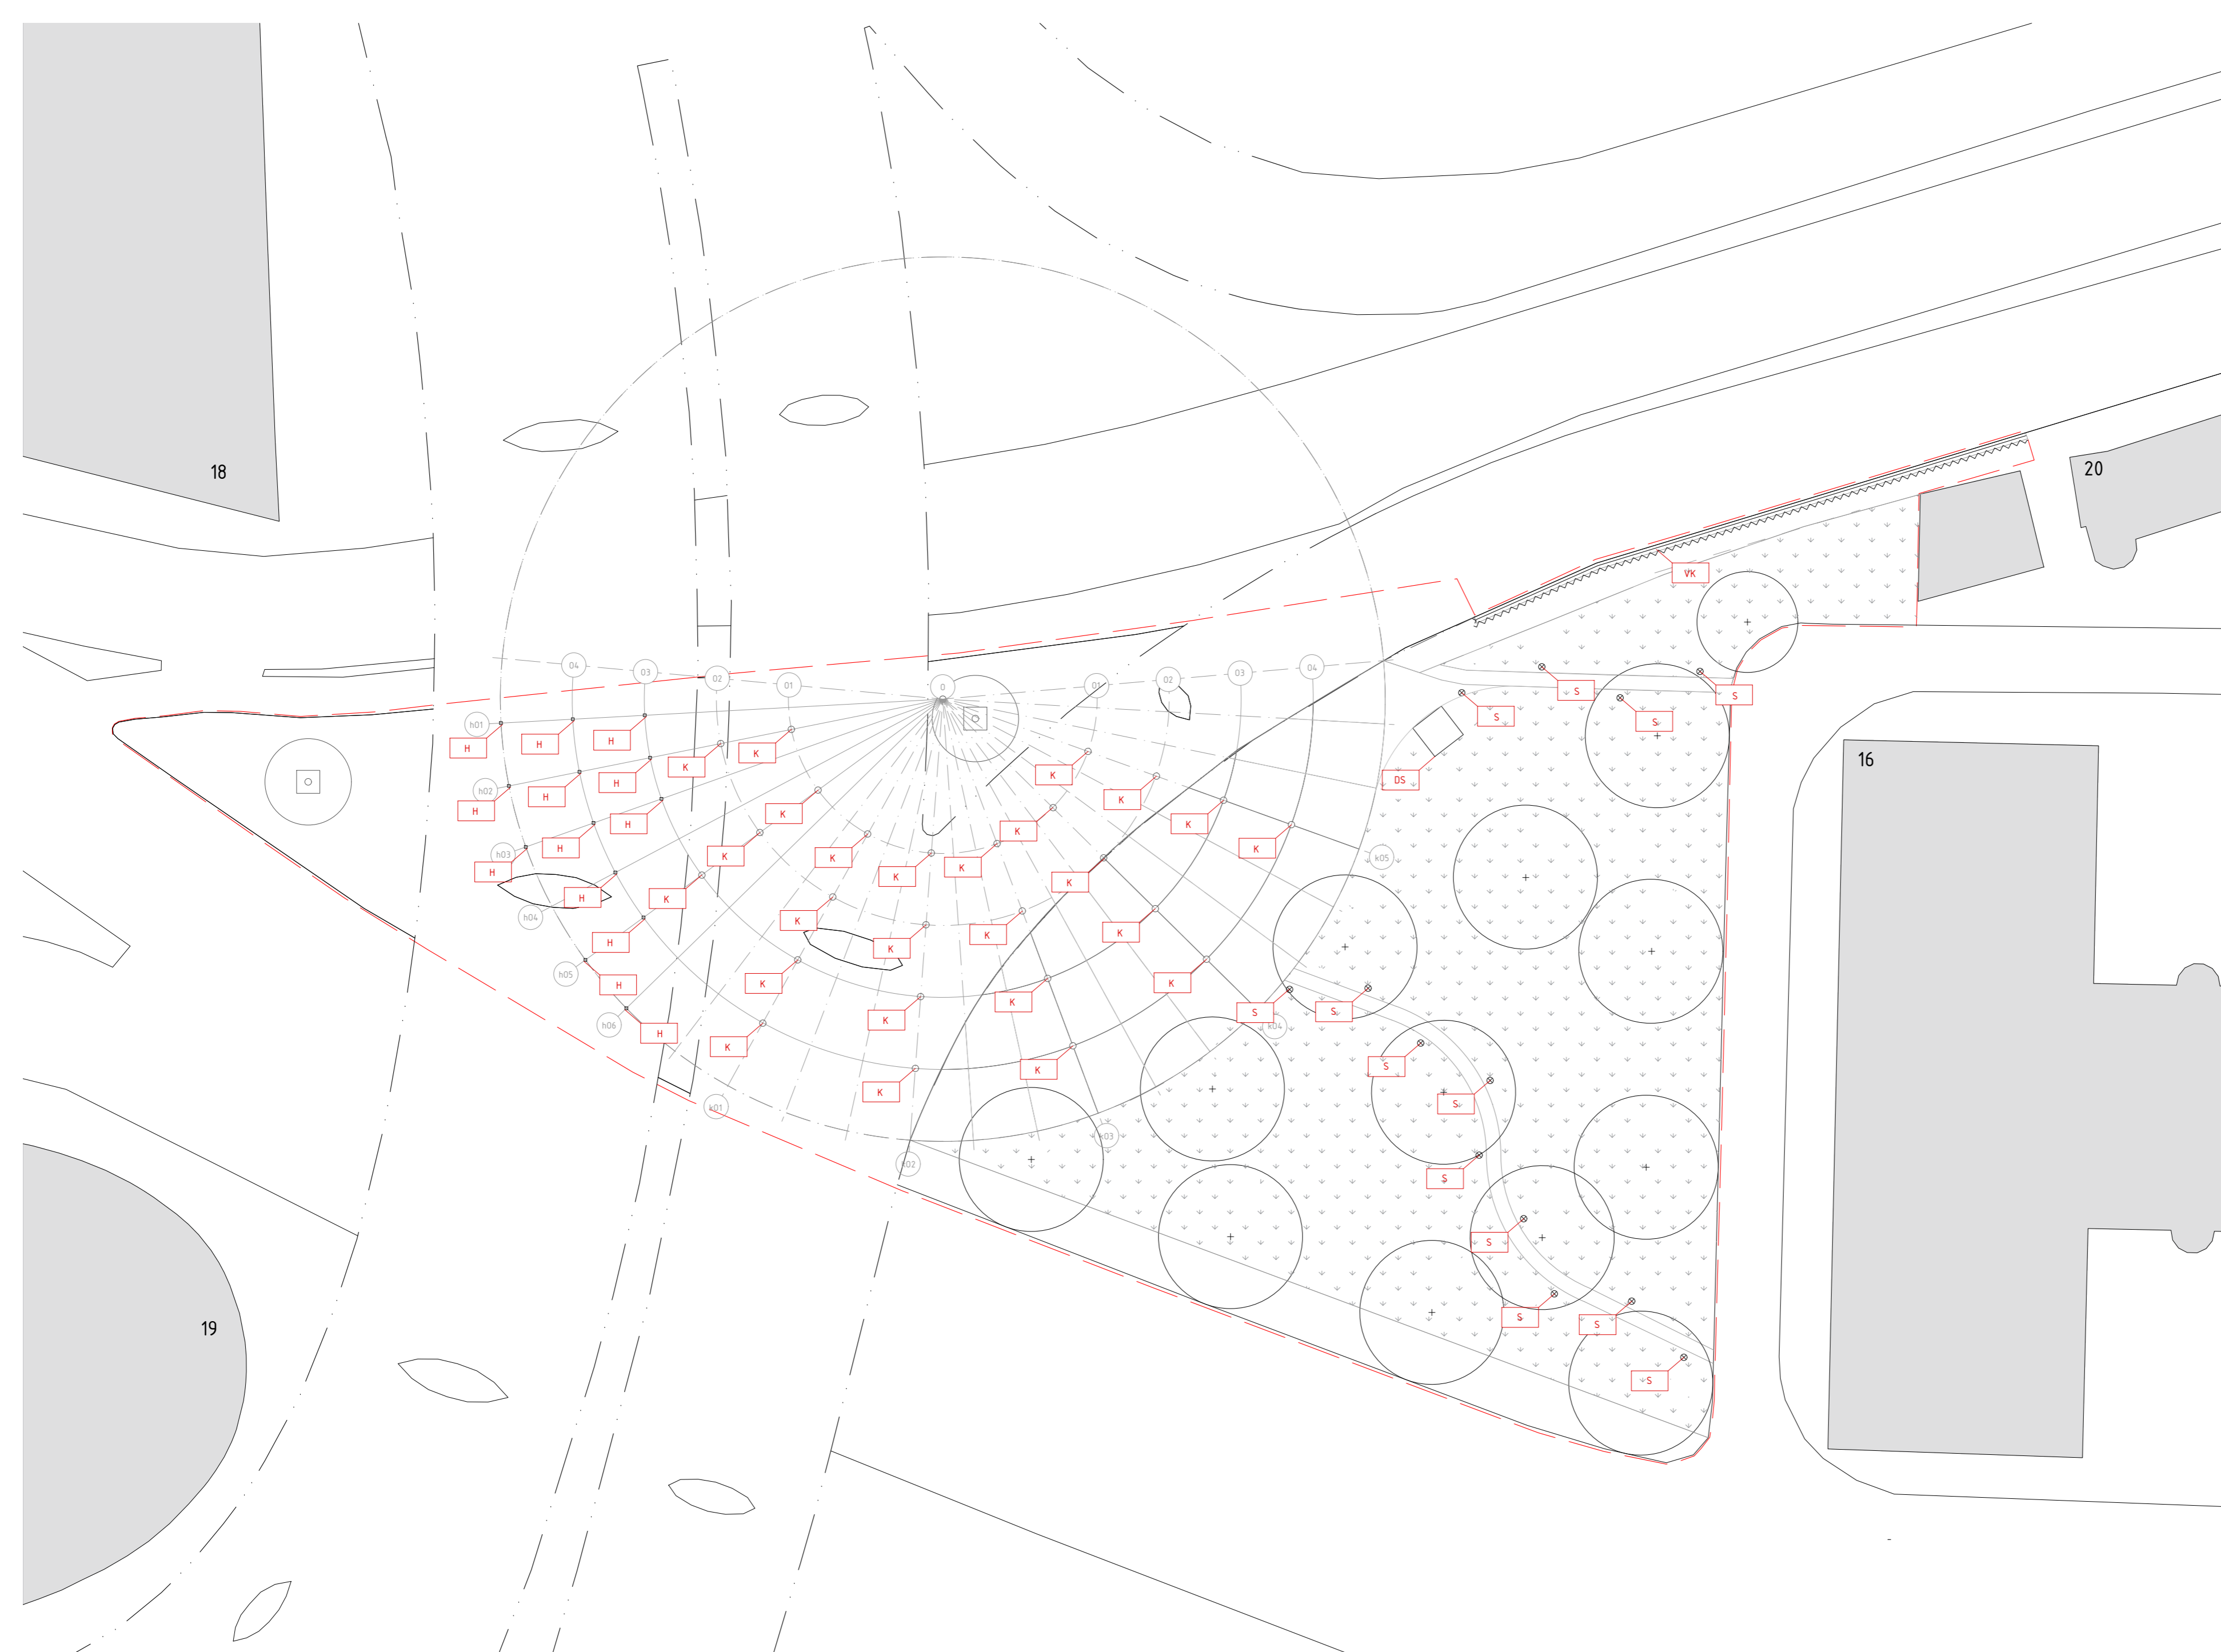 18
20
VK
04 03 02 01 0 01 02 03 04
S S S
S S
h01
H H H K K
16
DS
K
h02
H H H K K
K K
H H H K K
K
h03
H K K K K k05
H H K K
h04
H K K K K
h05
H K K K
S S
h06
H K K k04
K K S
K S
k01
k03
k02
S
S
S S
19
S